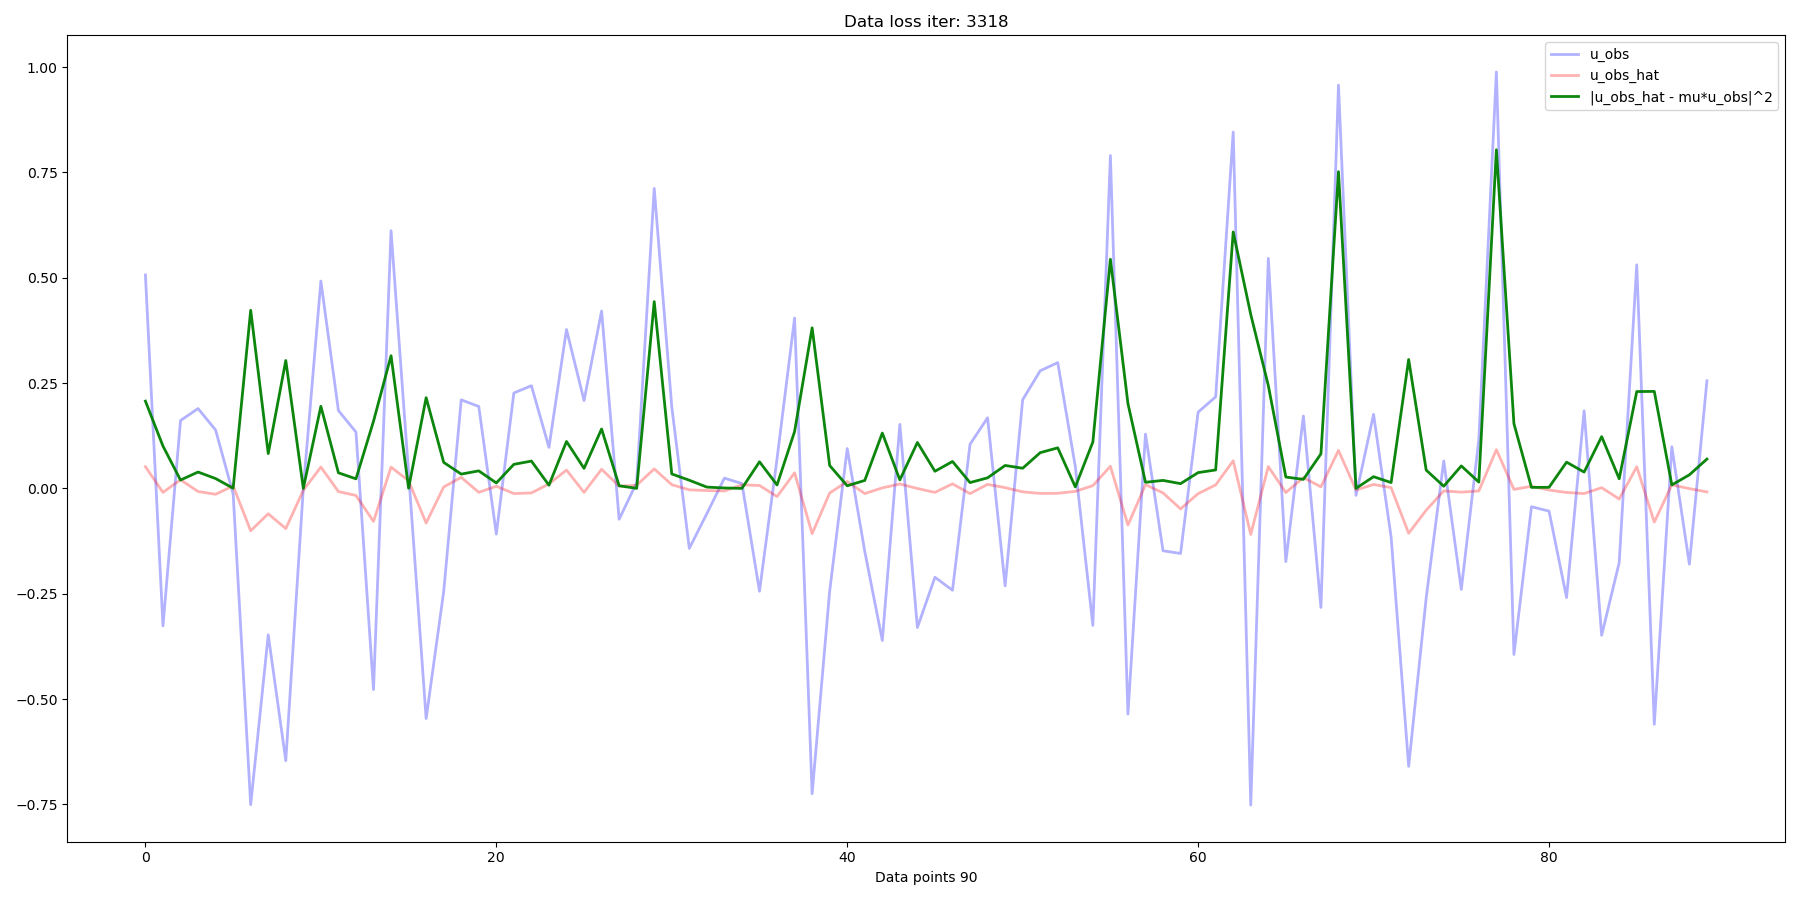 Data loss iter: 3318
u_obs
u_obs_hat
|u_obs_hat - mu*u_obs|^2
1.00
0.75
0.50
0.25
0.00
−0.25
−0.50
−0.75
0 20 40 60 80
Data points 90